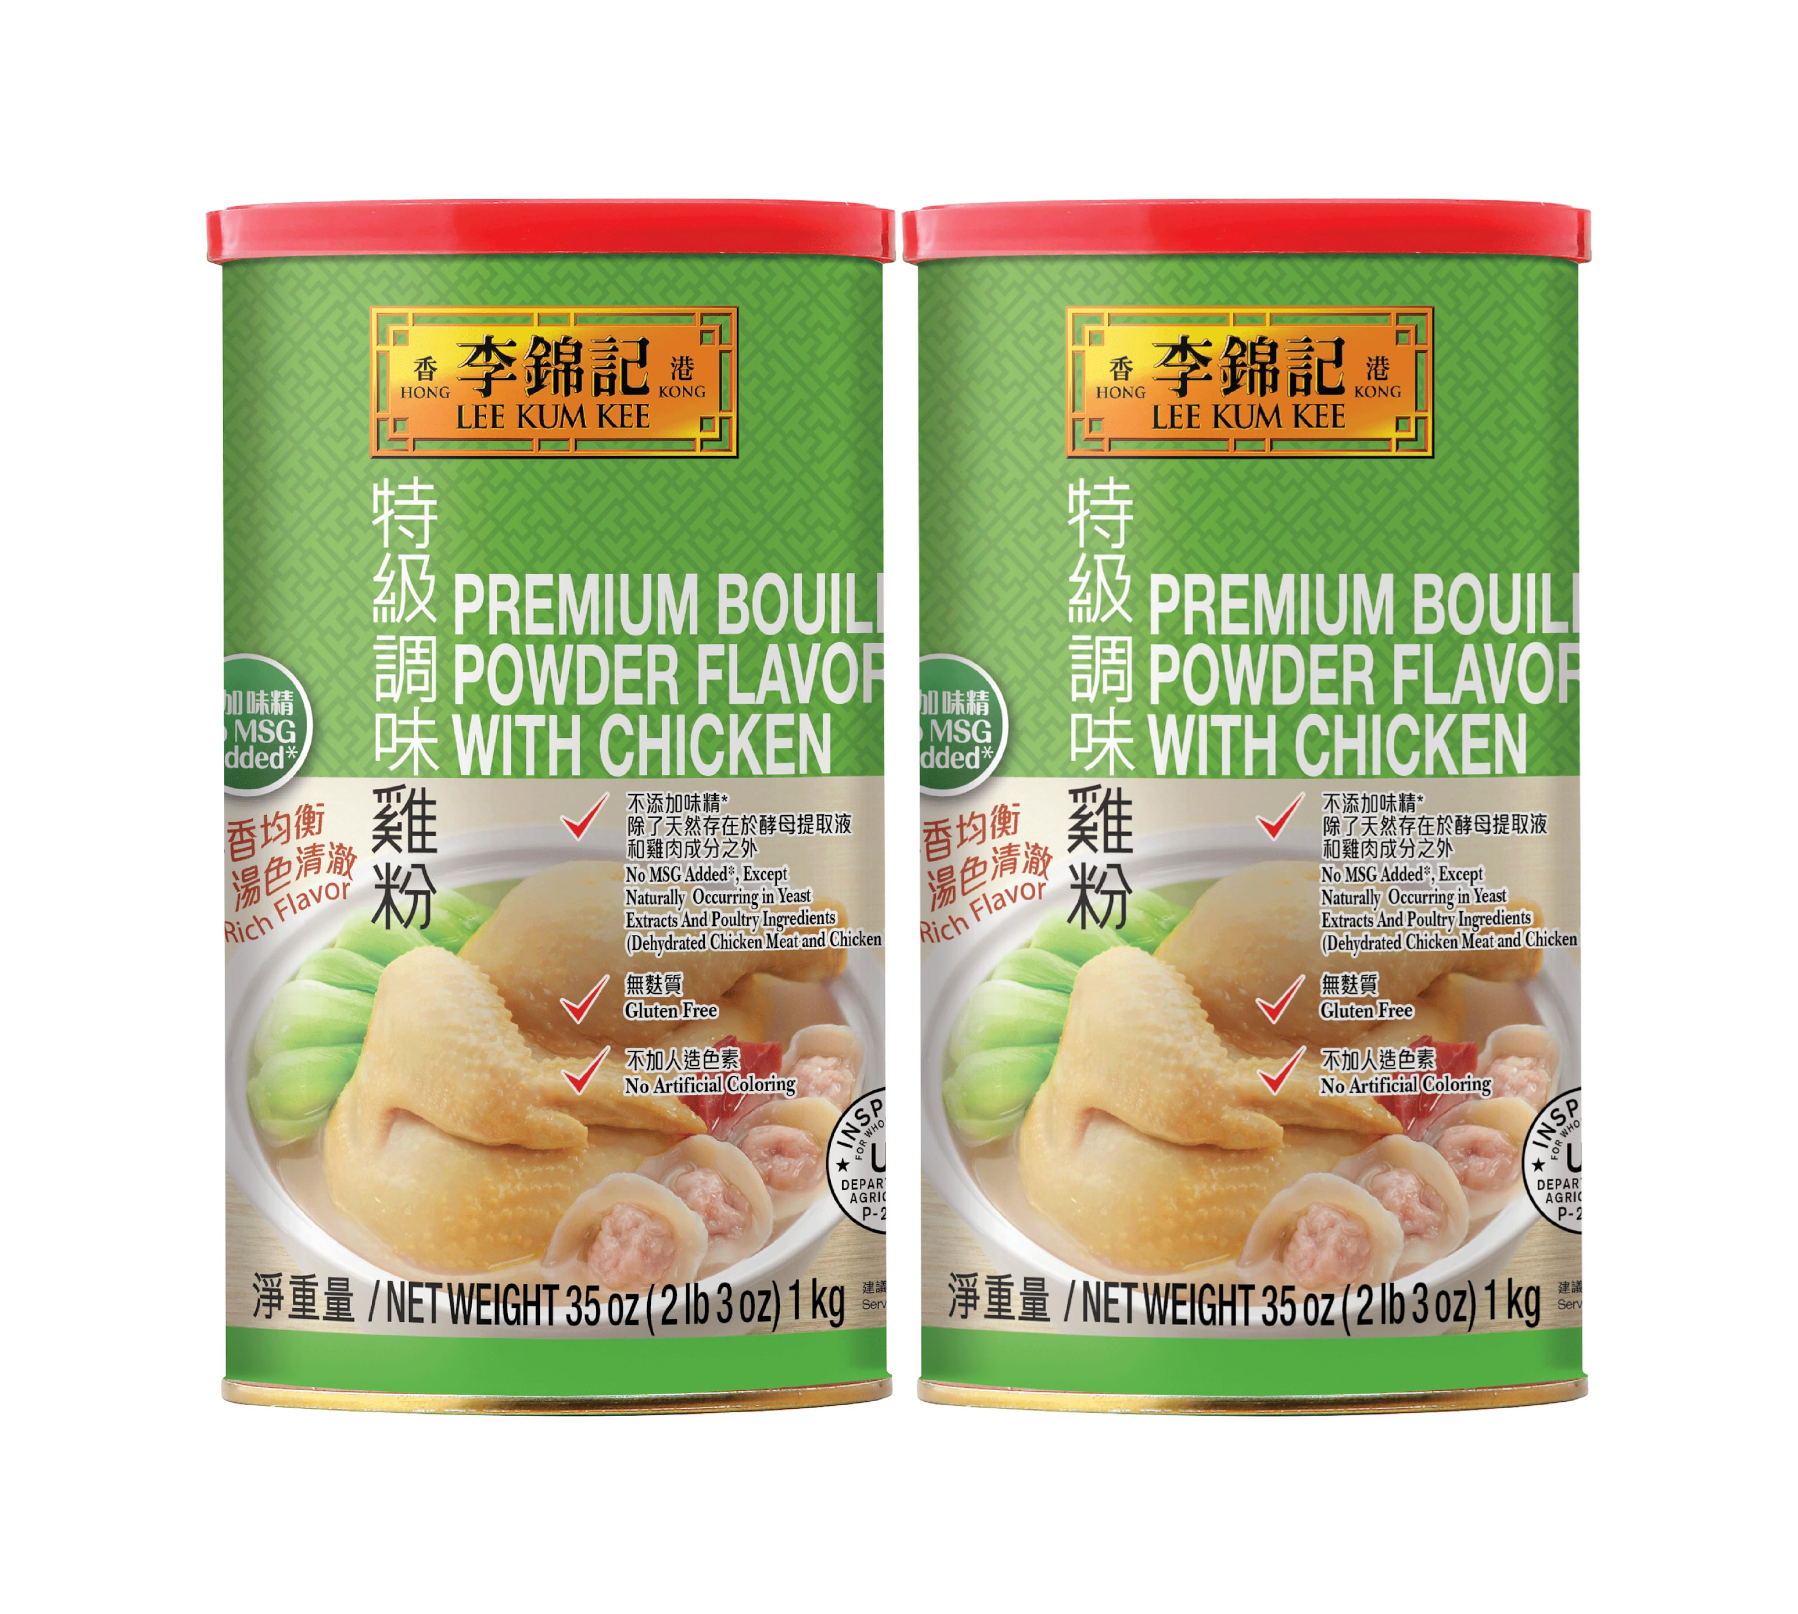 香 李錦記 港
HONG KONG
LEE KUM KEE
特級調味雞粉
PREMIUM
POWDER
WITH CHICKEN
加味精
MSG
香均衡
湯色清澈
Rich Flavor
不添加味精*
除了天然存在於酵母提取液
和雞肉成分之外
No MSG Added*, Except
Naturally Occurring in Yeast
Extracts And Poultry Ingredients
(Dehydrated Chicken Meat and Chicken
無麩質
Gluten Free
不加人造色素
No Artificial Coloring
淨重量 / NET WEIGHT 35 oz (2 lb 3 oz) 1 kg
香 李錦記 港
HONG KONG
LEE KUM KEE
特級調味雞粉
PREMIUM
POWDER
WITH CHICKEN
加味精
MSG
香均衡
湯色清澈
Rich Flavor
不添加味精*
除了天然存在於酵母提取液
和雞肉成分之外
No MSG Added*, Except
Naturally Occurring in Yeast
Extracts And Poultry Ingredients
(Dehydrated Chicken Meat and Chicken
無麩質
Gluten Free
不加人造色素
No Artificial Coloring
淨重量 / NET WEIGHT 35 oz (2 lb 3 oz) 1 kg